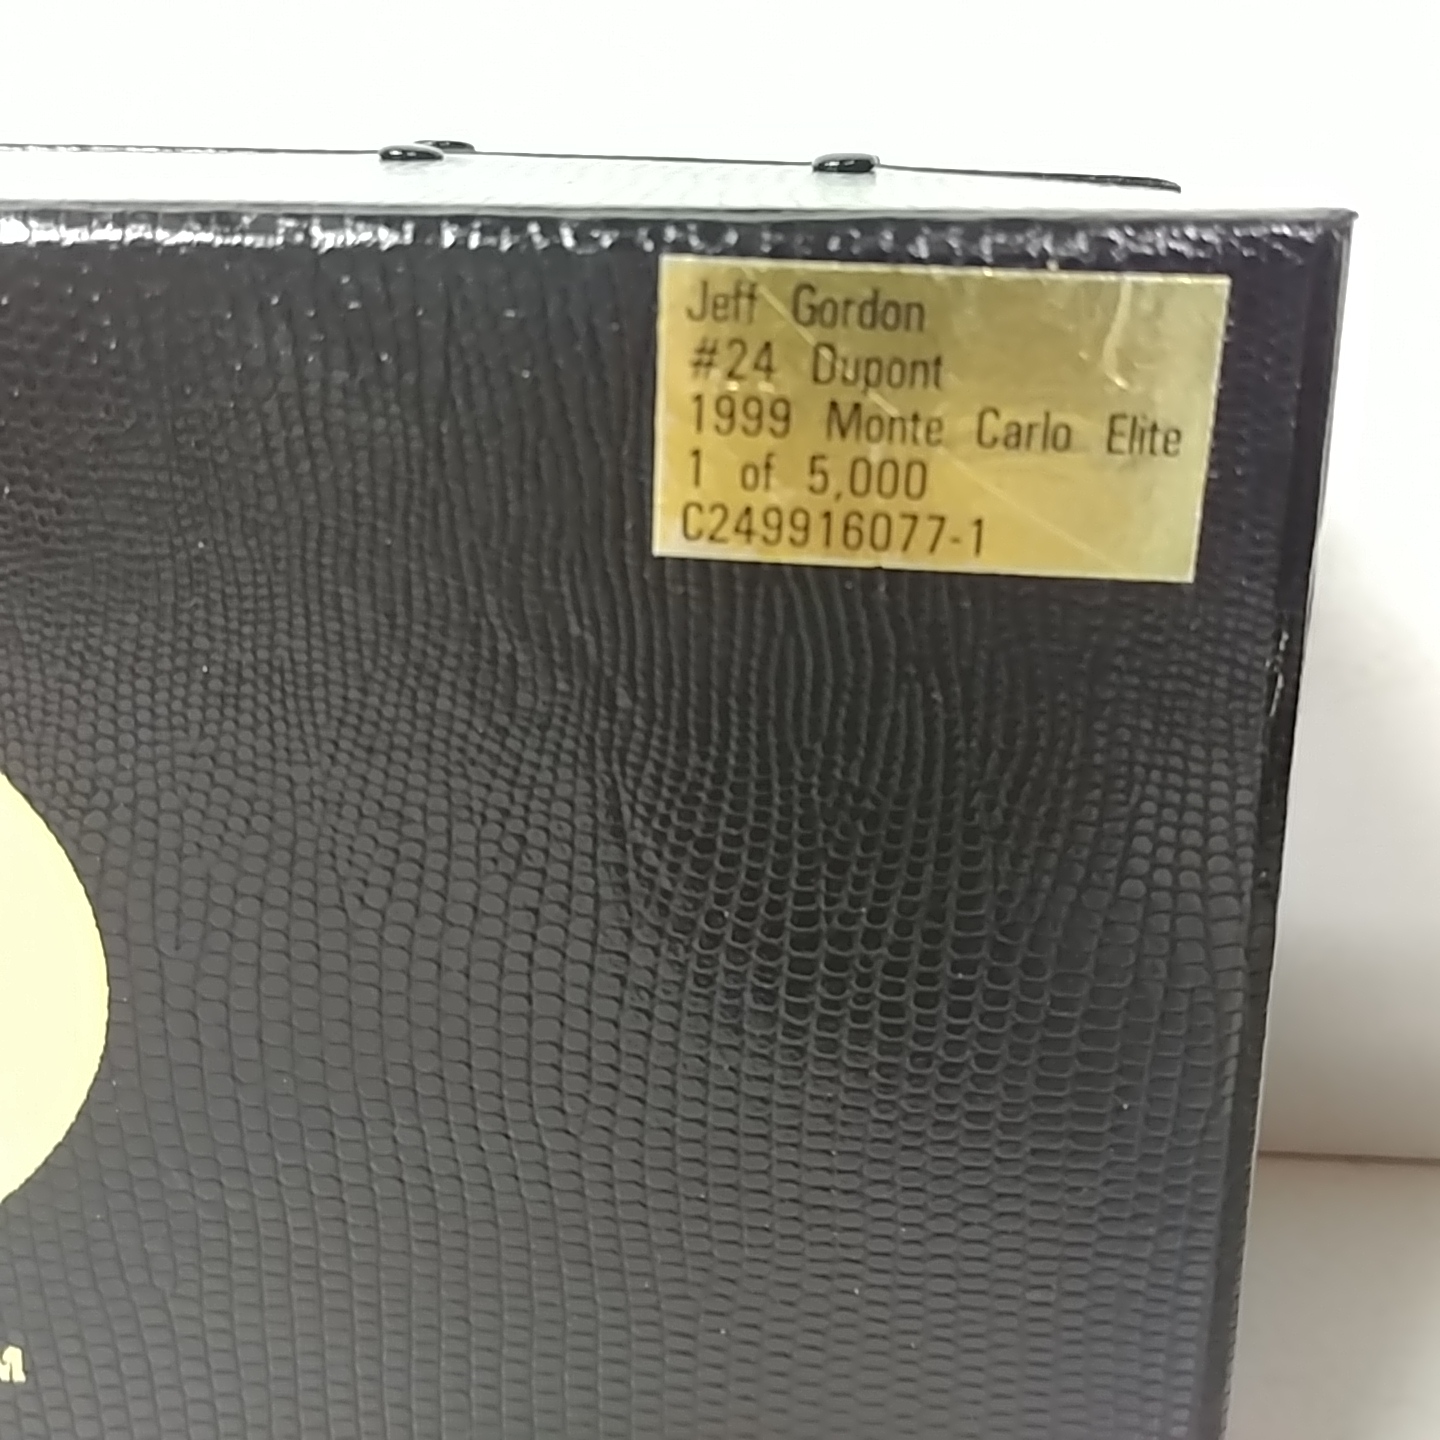 Jeff Gordon
#24 Dupont
1999 Monte Carlo Elite
1 of 5,000
C249916077-1